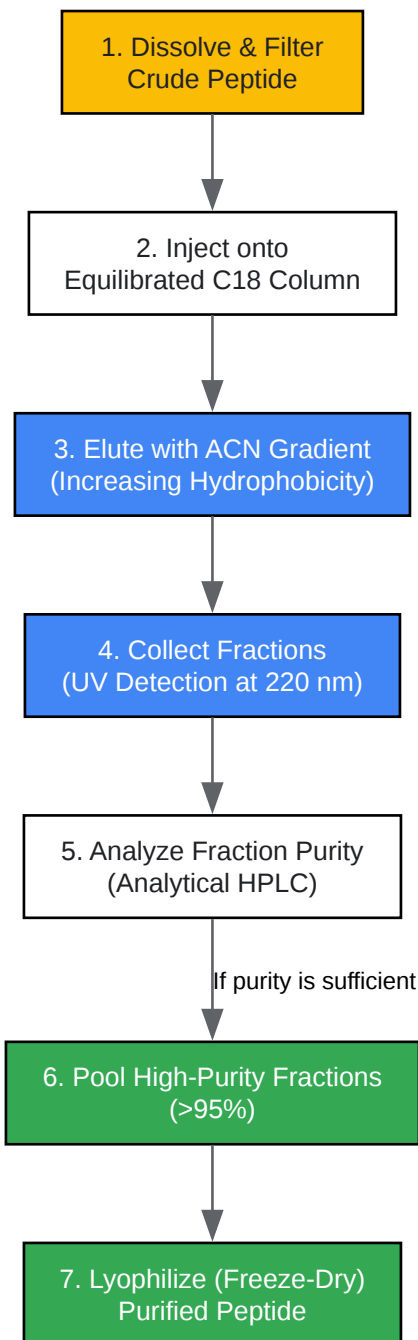 1. Dissolve & Filter
Crude Peptide
2. Inject onto
Equilibrated C18 Column
3. Elute with ACN Gradient
(Increasing Hydrophobicity)
4. Collect Fractions
(UV Detection at 220 nm)
5. Analyze Fraction Purity
(Analytical HPLC)
If purity is sufficient
6. Pool High-Purity Fractions
(>95%)
7. Lyophilize (Freeze-Dry)
Purified Peptide